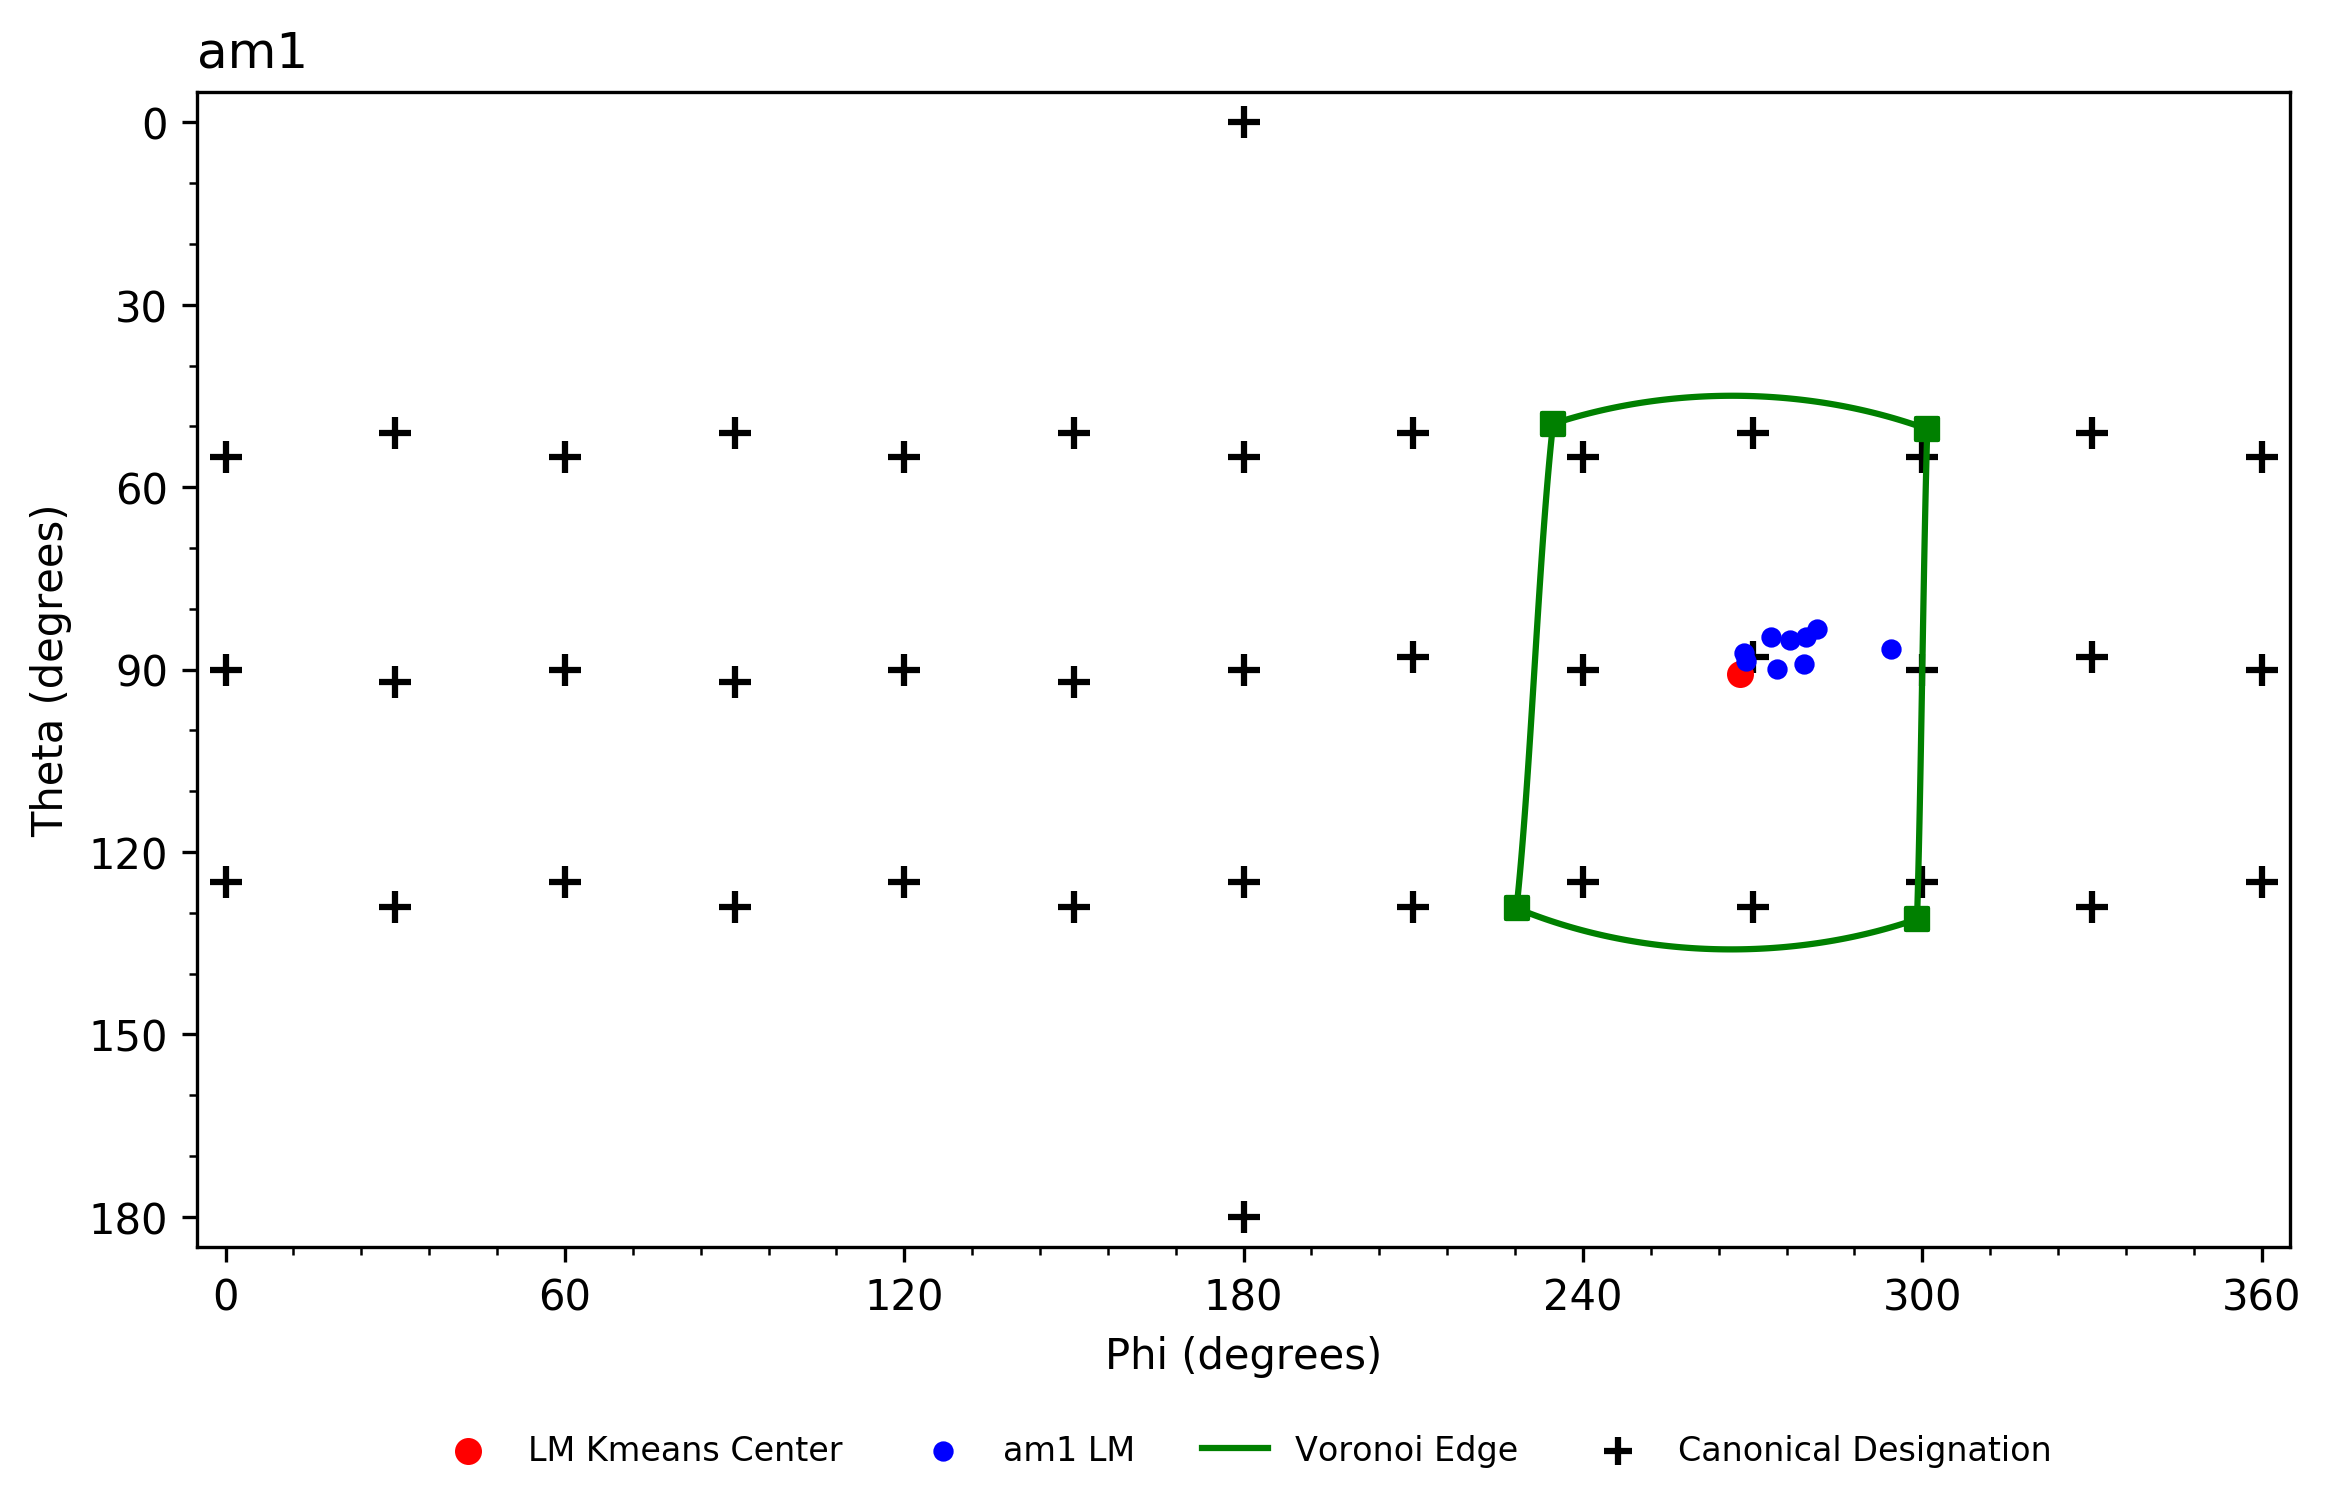 am1
0
30
60
90
120
150
180
Theta (degrees)
0 60 120 180 240 300 360
Phi (degrees)
LM Kmeans Center am1 LM Voronoi Edge Canonical Designation